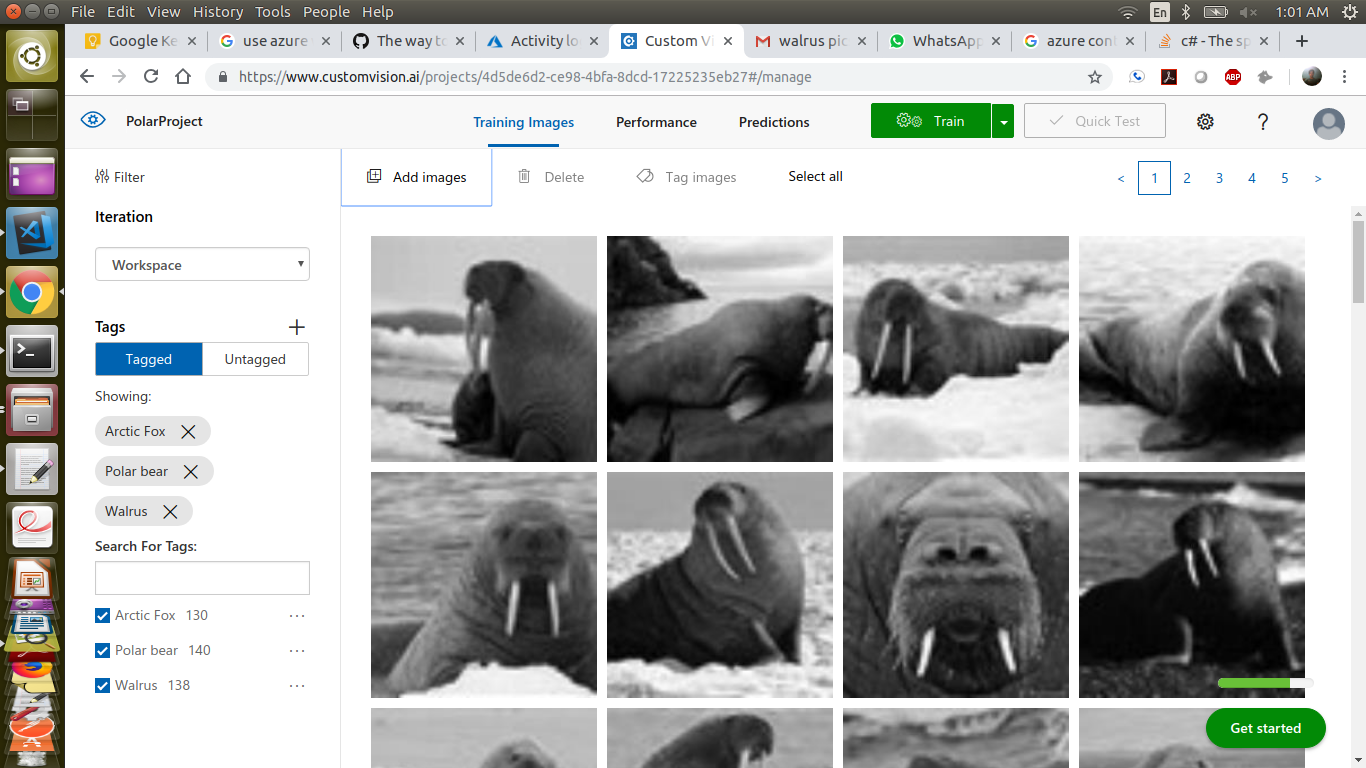 File Edit View History Tools People Help
En
1:01 AM
Google Ke
use azure
The way to
Activity lo
Custom Vi
walrus pic
WhatsApp
azure con
c# - The sp
https://www.customvision.ai/projects/4d5de6d2-ce98-4bfa-8dcd-17225235eb27#/manage
ABP
PolarProject
Training Images
Performance
Predictions
Train
Quick Test
?
Filter
Add images
Delete
Tag images
Select all
< 1 2 3 4 5 >
Iteration
Workspace
Tags
Tagged
Untagged
Showing:
Arctic Fox
Polar bear
Walrus
Search For Tags:
Arctic Fox 130 ...
Polar bear 140 ...
Walrus 138 ...
Get started